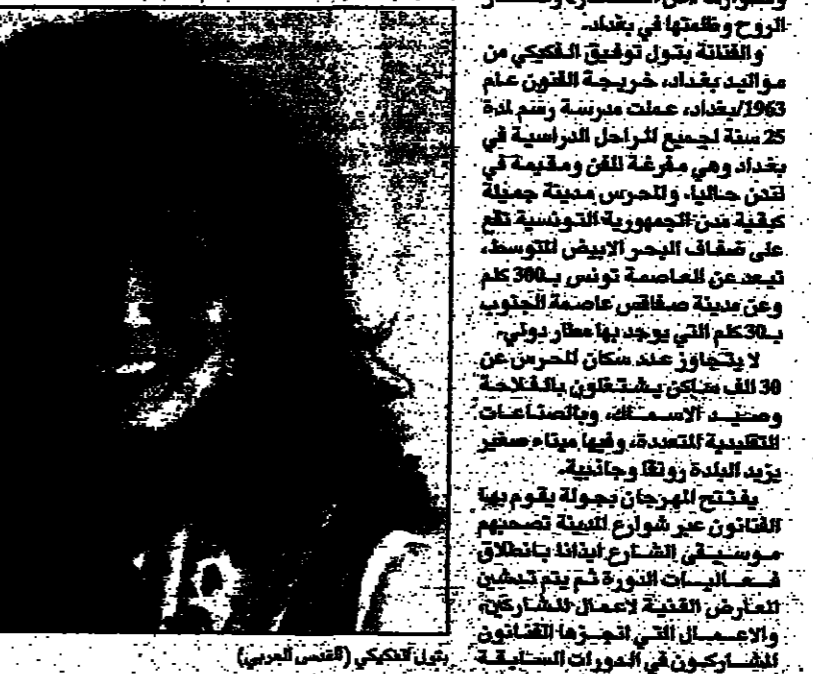 الروح وظلمتها في بغداد.
والفنانة بتول توفيق الفكيكي من
مواليد بغداد، خريجة الفنون عام
1963/بغداد، عملت مدرسة رسم لمدة
25 سنة لجميع المراحل الدراسية في
بغداد وهي مفرغة للفن ومقيمة في
لندن حاليا. والمحرس مدينة جميلة
كبقية مدن الجمهورية التونسية تقع
على ضفاف البحر الابيض المتوسط،
تبعد عن العاصمة تونس بـ300 كلم
وعن مدينة صفاقس عاصمة الجنوب
بـ30 كلم التي يوجد بها مطار دولي.
لا يتجاوز عدد سكان المحرس عن
30 الف ساكن يشتغلون بالفلاحة
وصيد الاسماك، وبالصناعات
التقليدية المتعددة، وفيها ميناء صغير
يزيد البلدة رونقا وجاذبية.
يفتتح المهرجان بجولة يقوم بها
الفنانون عبر شوارع المدينة تصحبهم
موسيقى الشارع ايذانا بانطلاق
فعاليات الدورة ثم يتم تدشين
المعارض الفنية لاعمال المشاركين،
والاعمال التي انجزها الفنانون
المشاركون في الدورات السابقة
بتول الفكيكي (القدس العربي)